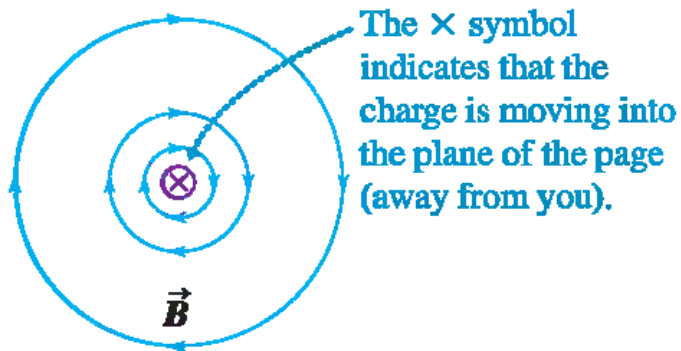 The × symbol
indicates that the
charge is moving into
the plane of the page
(away from you).
B⃗